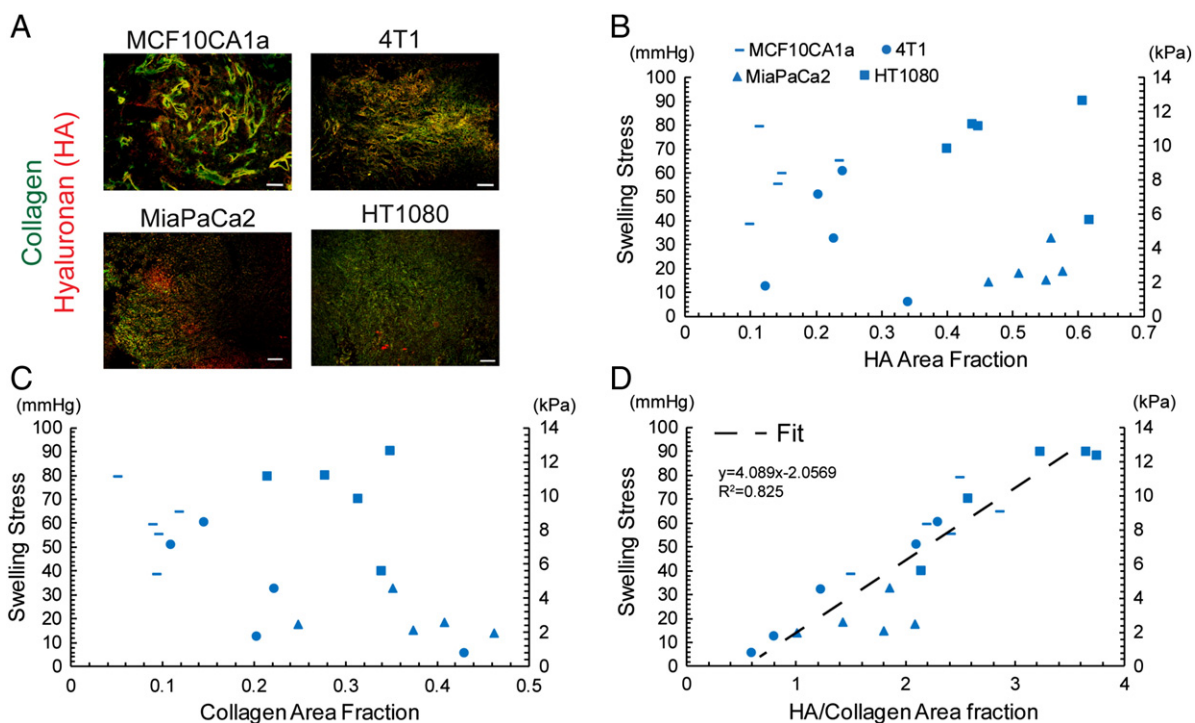 A
Collagen
Hyaluronan (HA)
MCF10CA1a
4T1
MiaPaCa2
HT1080
B
(mmHg)
MCF10CA1a
4T1
MiaPaCa2
HT1080
(kPa)
Swelling Stress
100
90
80
70
60
50
40
30
20
10
0
14
12
10
8
6
4
2
0
0 0.1 0.2 0.3 0.4 0.5 0.6 0.7
HA Area Fraction
C
(mmHg)
(kPa)
Swelling Stress
100
90
80
70
60
50
40
30
20
10
0
14
12
10
8
6
4
2
0
0 0.1 0.2 0.3 0.4 0.5
Collagen Area Fraction
D
(mmHg)
(kPa)
Swelling Stress
100
90
80
70
60
50
40
30
20
10
0
Fit
y=4.089x-2.0569
R²=0.825
14
12
10
8
6
4
2
0
0 1 2 3 4
HA/Collagen Area fraction